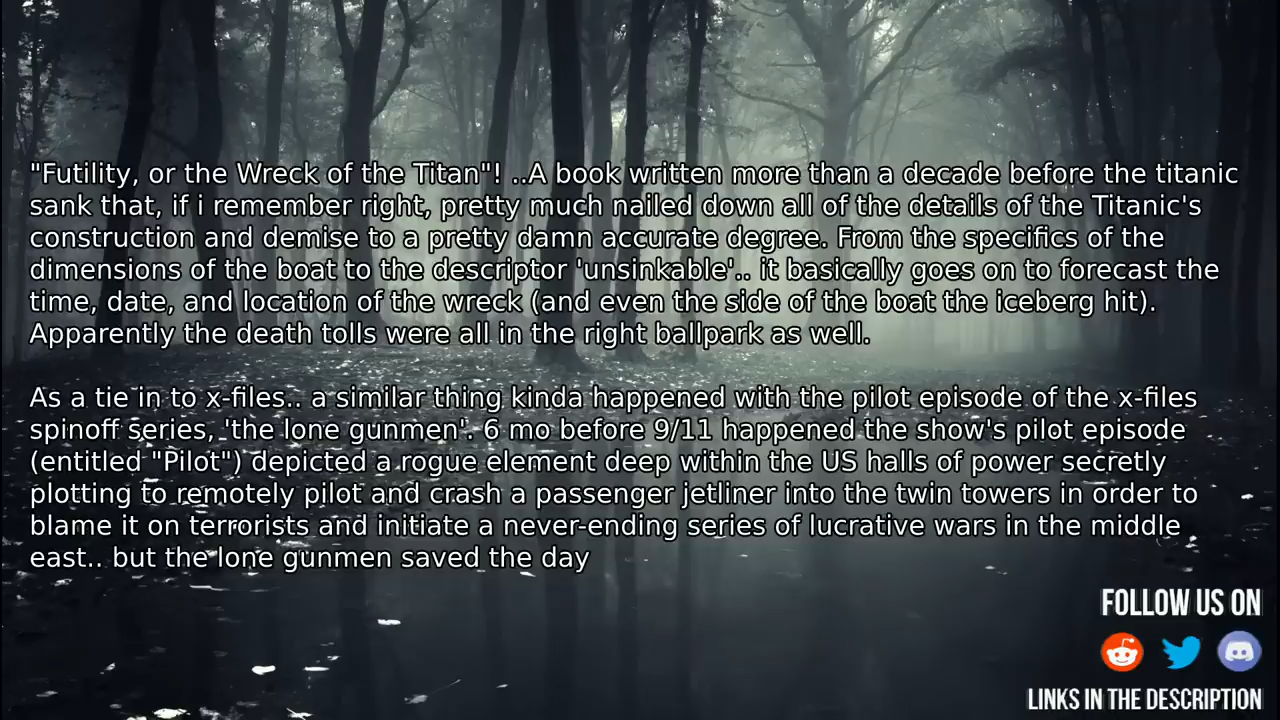 "Futility, or the Wreck of the Titan"! ..A book written more than a decade before the titanic
sank that, if i remember right, pretty much nailed down all of the details of the Titanic's
construction and demise to a pretty damn accurate degree. From the specifics of the
dimensions of the boat to the descriptor 'unsinkable'.. it basically goes on to forecast the
time, date, and location of the wreck (and even the side of the boat the iceberg hit).
Apparently the death tolls were all in the right ballpark as well.
As a tie in to x-files.. a similar thing kinda happened with the pilot episode of the x-files
spinoff series, 'the lone gunmen'. 6 mo before 9/11 happened the show's pilot episode
(entitled "Pilot") depicted a rogue element deep within the US halls of power secretly
plotting to remotely pilot and crash a passenger jetliner into the twin towers in order to
blame it on terrorists and initiate a never-ending series of lucrative wars in the middle
east.. but the lone gunmen saved the day
FOLLOW US ON
LINKS IN THE DESCRIPTION